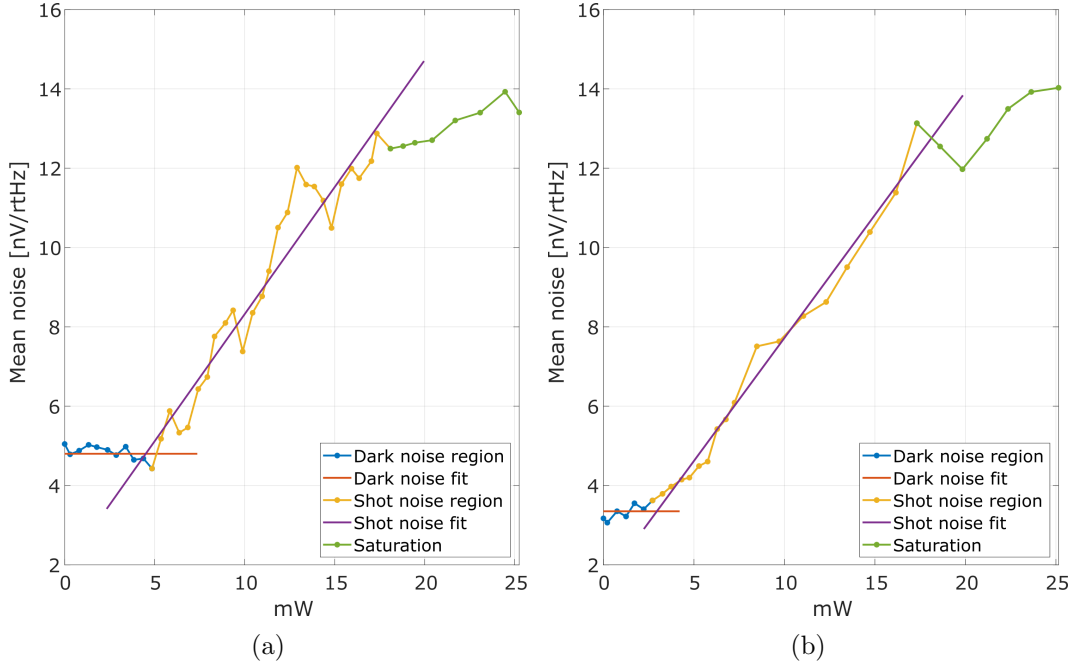 16
14
12
10
8
6
4
2
Mean noise [nV/rtHz]
Dark noise region
Dark noise fit
Shot noise region
Shot noise fit
Saturation
0 5 10 15 20 25
mW
(a)
16
14
12
10
8
6
4
2
Mean noise [nV/rtHz]
Dark noise region
Dark noise fit
Shot noise region
Shot noise fit
Saturation
0 5 10 15 20 25
mW
(b)